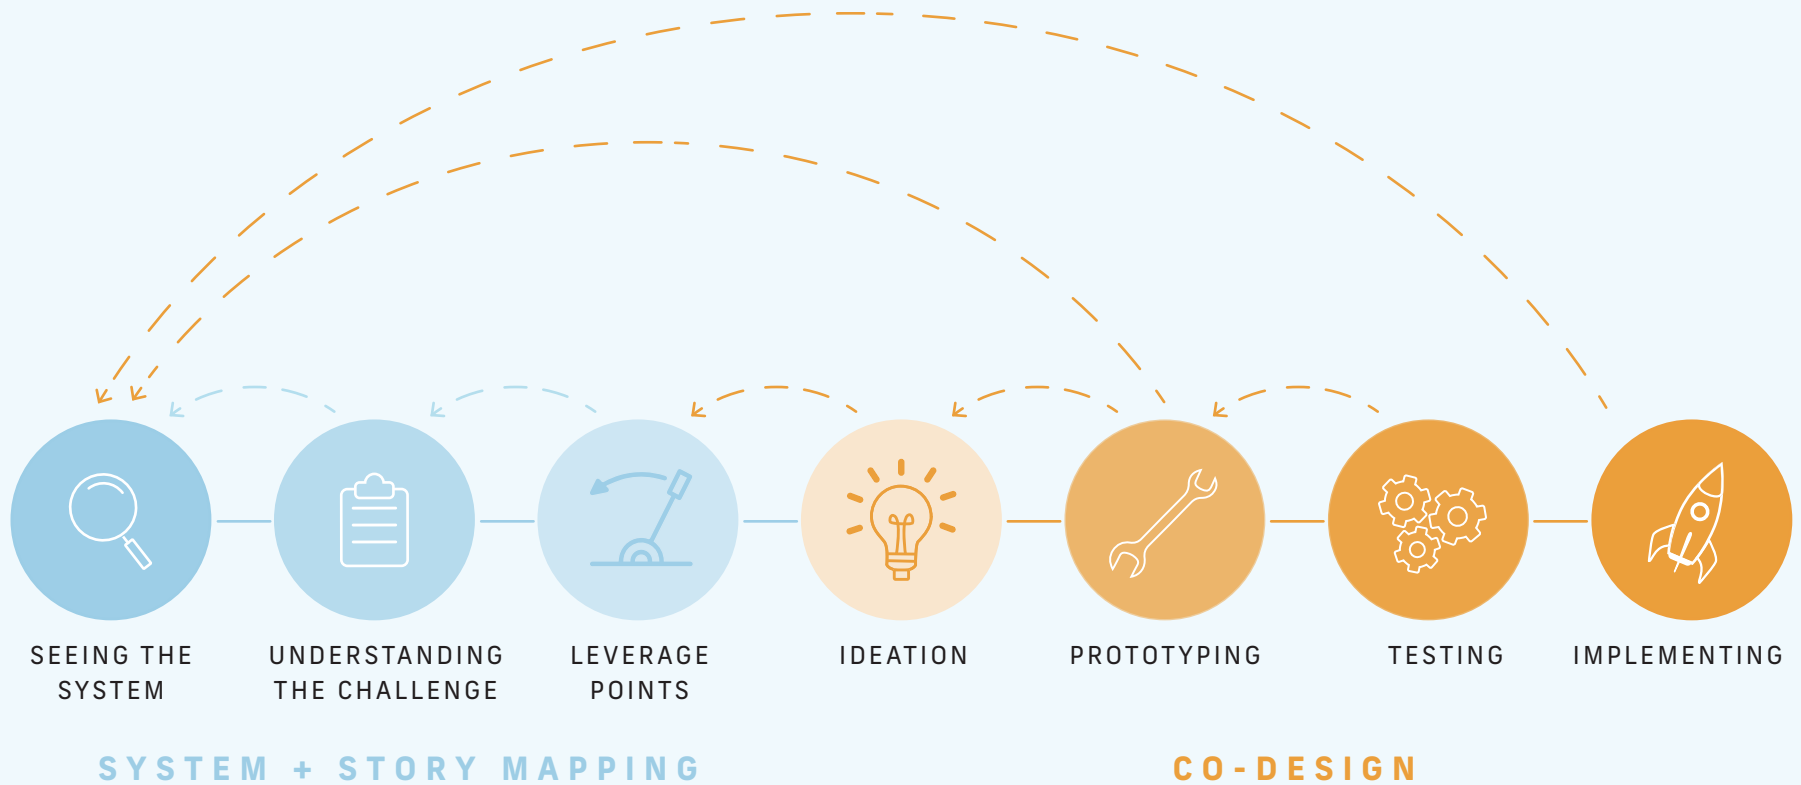 SEEING THE
SYSTEM
UNDERSTANDING
THE CHALLENGE
LEVERAGE
POINTS
IDEATION
PROTOTYPING
TESTING
IMPLEMENTING
SYSTEM + STORY MAPPING
CO-DESIGN